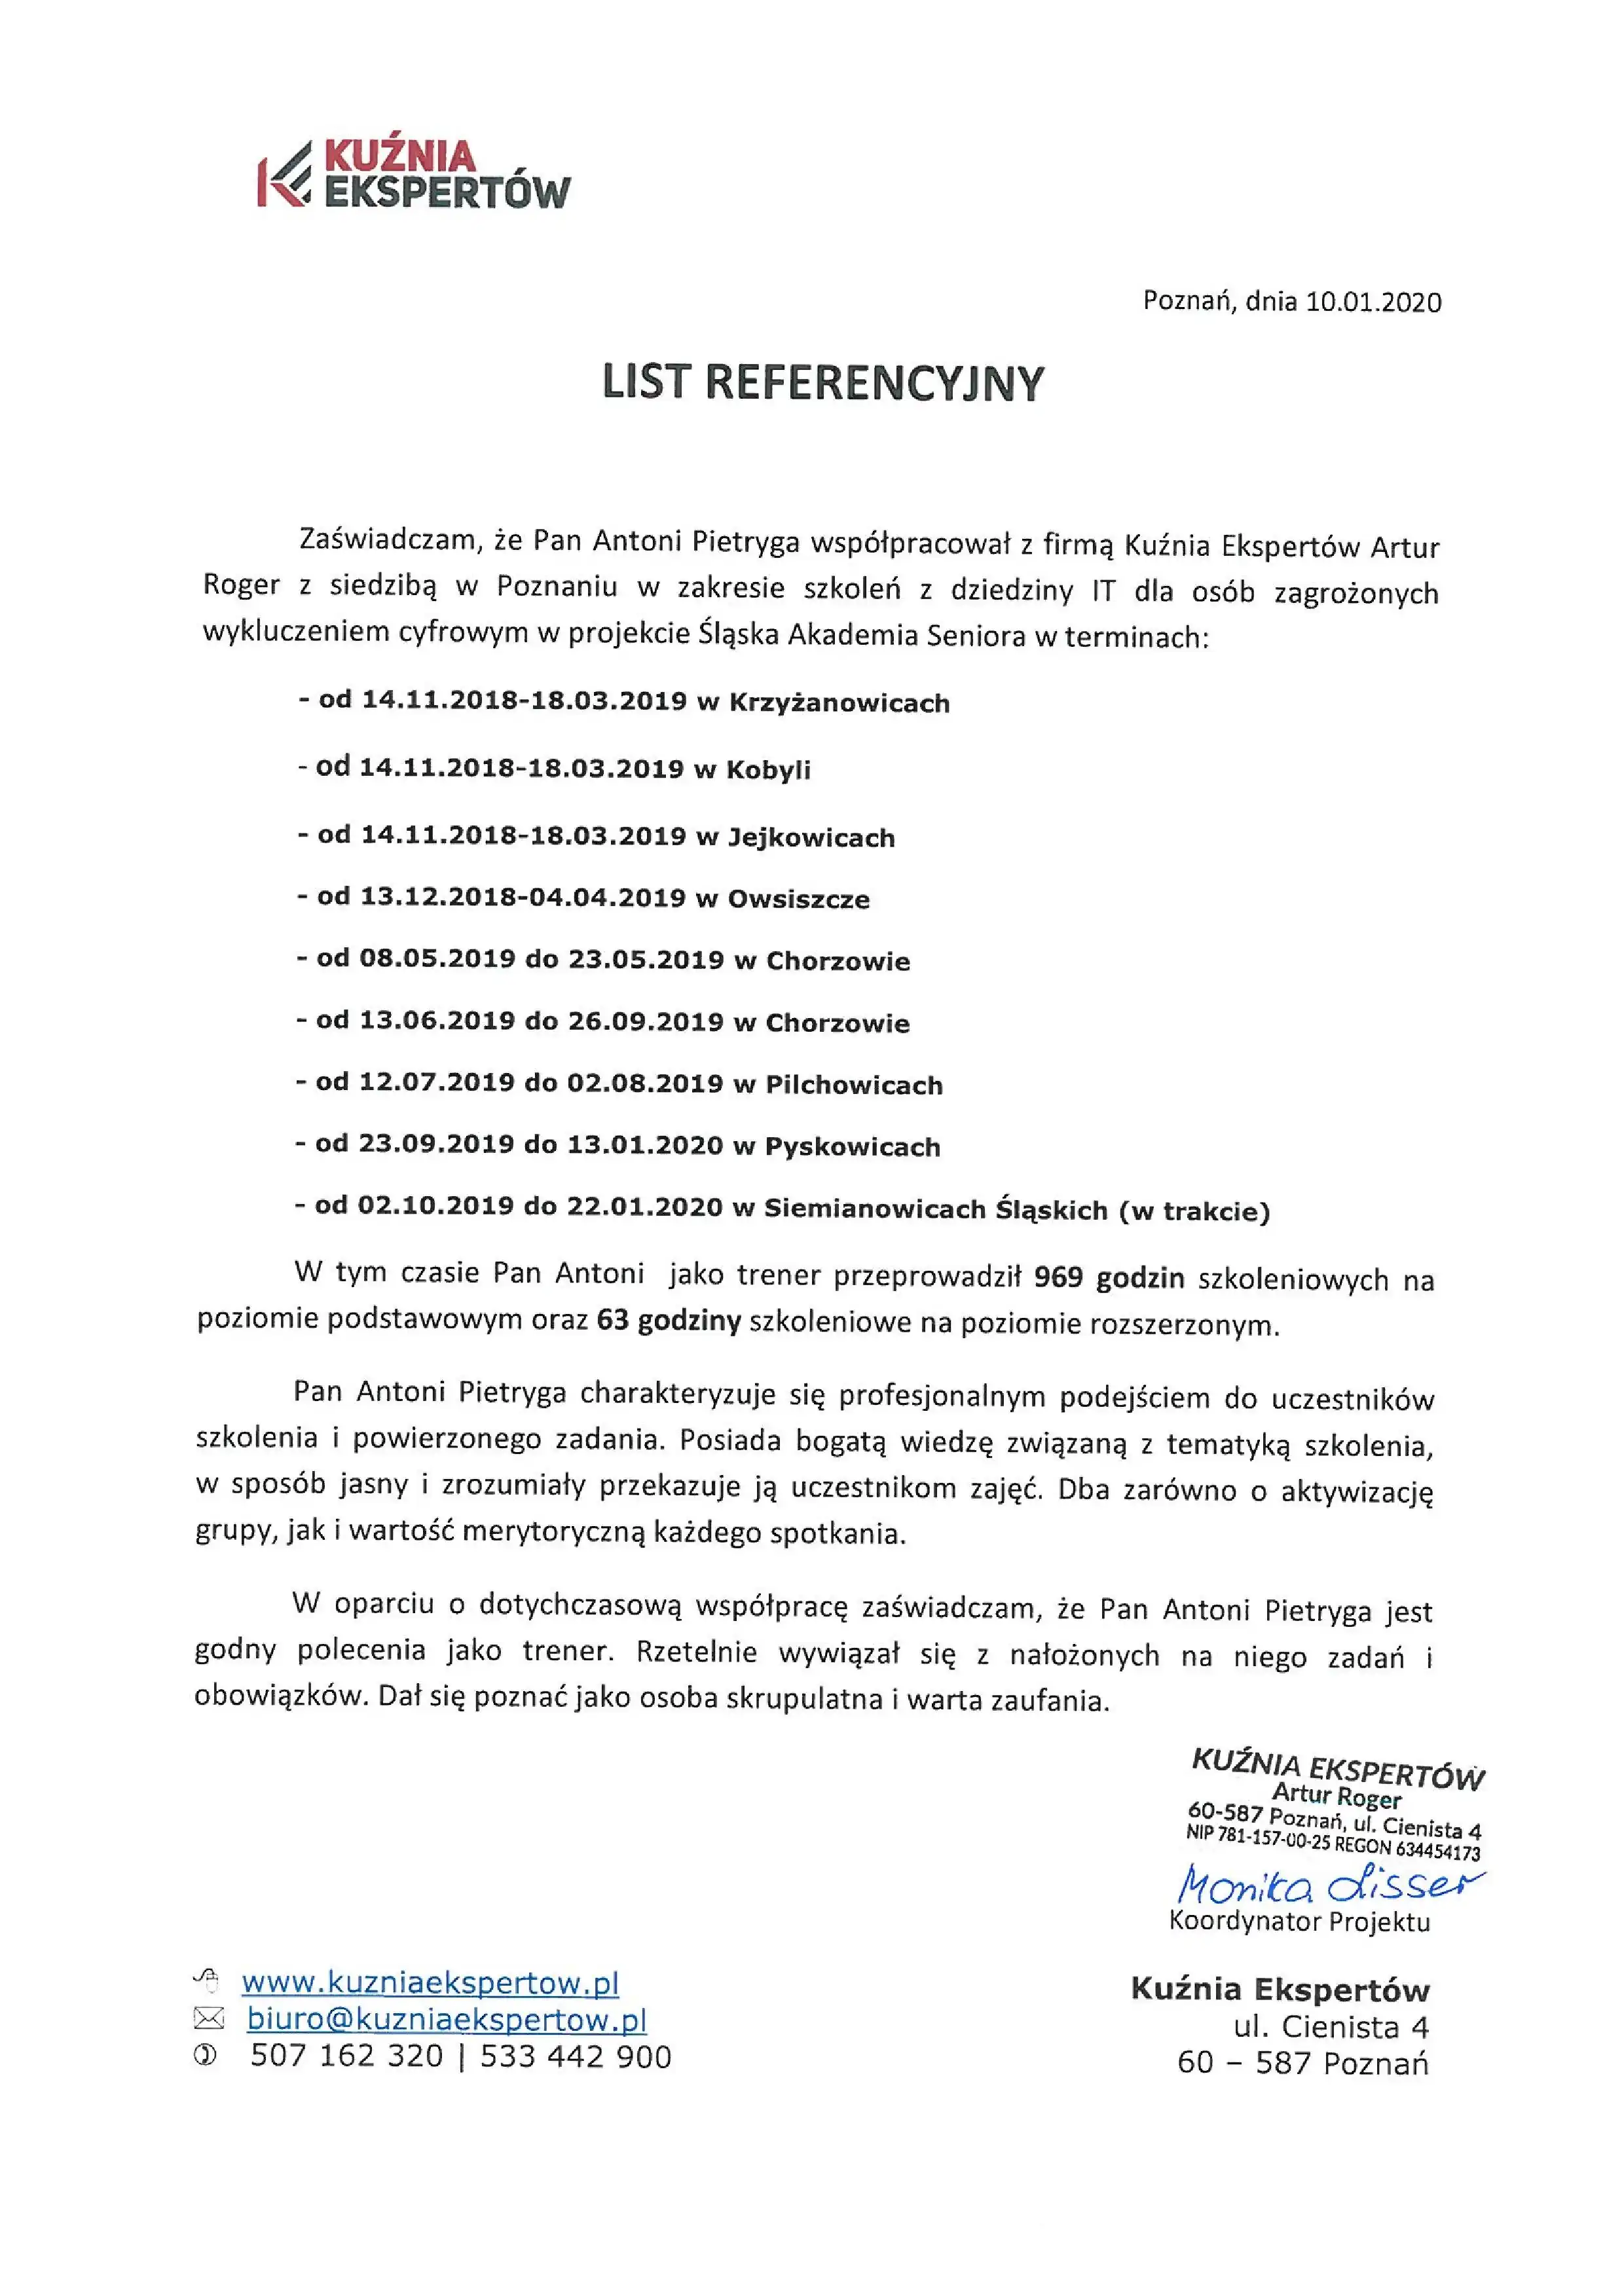 KUŹNIA
EKSPERTÓW
Poznań, dnia 10.01.2020
LIST REFERENCYJNY
Zaświadczam, że Pan Antoni Pietryga współpracował z firmą Kuźnia Ekspertów Artur
Roger z siedzibą w Poznaniu w zakresie szkoleń z dziedziny IT dla osób zagrożonych
wykluczeniem cyfrowym w projekcie Śląska Akademia Seniora w terminach:
- od 14.11.2018-18.03.2019 w Krzyżanowicach
- od 14.11.2018-18.03.2019 w Kobyli
- od 14.11.2018-18.03.2019 w Jejkowicach
- od 13.12.2018-04.04.2019 w Owsiszcze
- od 08.05.2019 do 23.05.2019 w Chorzowie
- od 13.06.2019 do 26.09.2019 w Chorzowie
- od 12.07.2019 do 02.08.2019 w Pilchowicach
- od 23.09.2019 do 13.01.2020 w Pyskowicach
- od 02.10.2019 do 22.01.2020 w Siemianowicach Śląskich (w trakcie)
W tym czasie Pan Antoni jako trener przeprowadził 969 godzin szkoleniowych na
poziomie podstawowym oraz 63 godziny szkoleniowe na poziomie rozszerzonym.
Pan Antoni Pietryga charakteryzuje się profesjonalnym podejściem do uczestników
szkolenia i powierzonego zadania. Posiada bogatą wiedzę związaną z tematyką szkolenia,
w sposób jasny i zrozumiały przekazuje ją uczestnikom zajęć. Dba zarówno o aktywizację
grupy, jak i wartość merytoryczną każdego spotkania.
W oparciu o dotychczasową współpracę zaświadczam, że Pan Antoni Pietryga jest
godny polecenia jako trener. Rzetelnie wywiązał się z nałożonych na niego zadań i
obowiązków. Dał się poznać jako osoba skrupulatna i warta zaufania.
KUŹNIA EKSPERTÓW
Artur Roger
60-587 Poznań, ul. Cienista 4
NIP 781-157-00-25 REGON 634454173
Monika Lisser
Koordynator Projektu
www.kuzniaekspertow.pl
biuro@kuzniaekspertow.pl
507 162 320 | 533 442 900
Kuźnia Ekspertów
ul. Cienista 4
60 – 587 Poznań